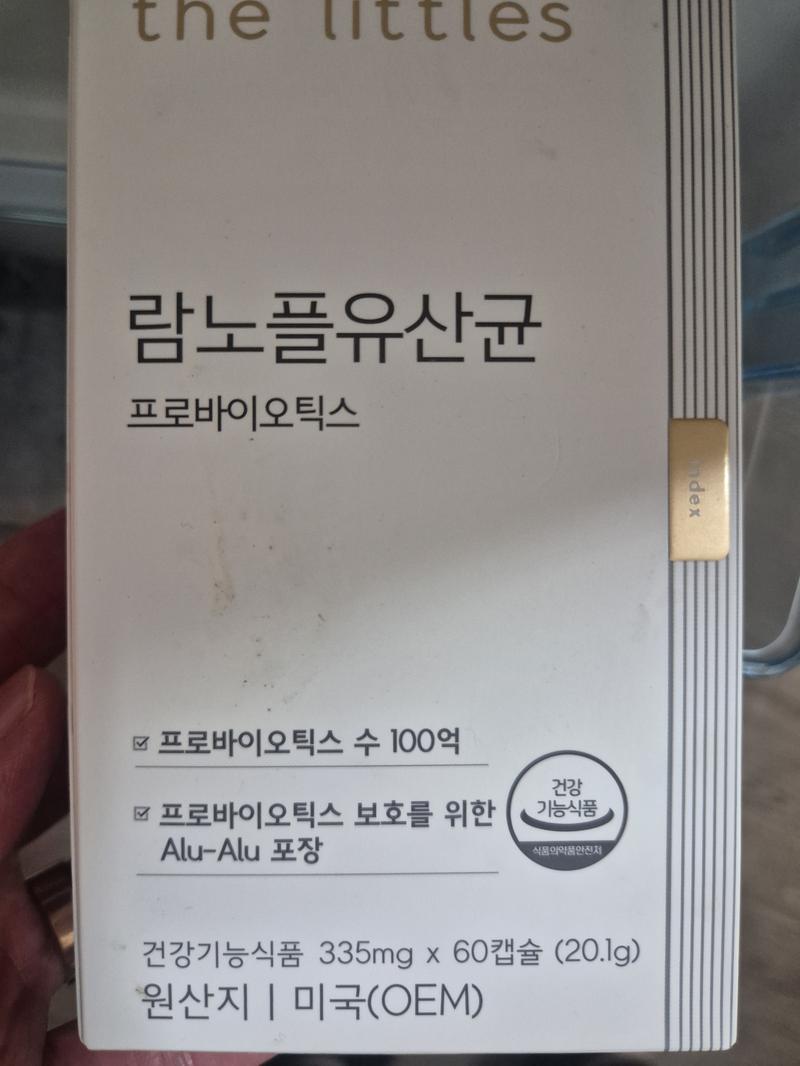 the littles
람노플유산균
프로바이오틱스
index
프로바이오틱스 수 100억
프로바이오틱스 보호를 위한
Alu-Alu 포장
건강
기능식품
식품의약품안전처
건강기능식품 335mg x 60캡슐 (20.1g)
원산지 | 미국(OEM)